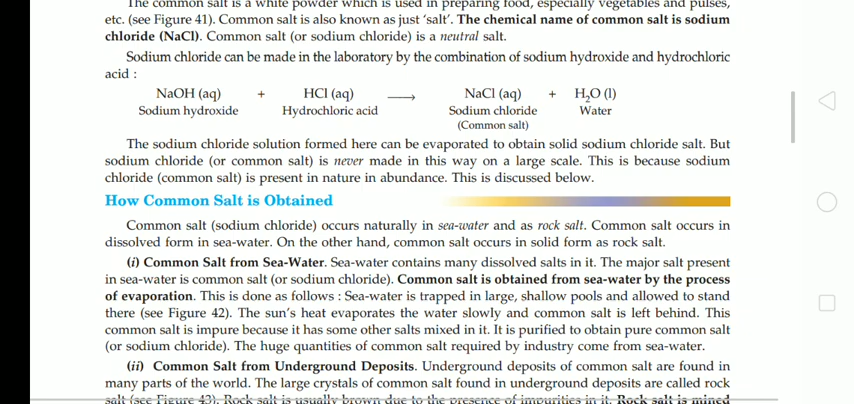 The common salt is a white powder which is used in preparing food, especially vegetables and pulses,
etc. (see Figure 41). Common salt is also known as just ‘salt’. The chemical name of common salt is sodium
chloride (NaCl). Common salt (or sodium chloride) is a neutral salt.
Sodium chloride can be made in the laboratory by the combination of sodium hydroxide and hydrochloric
acid :
NaOH (aq) + HCl (aq) ⟶ NaCl (aq) + H₂O (l)
Sodium hydroxide Hydrochloric acid Sodium chloride Water
(Common salt)
The sodium chloride solution formed here can be evaporated to obtain solid sodium chloride salt. But
sodium chloride (or common salt) is never made in this way on a large scale. This is because sodium
chloride (common salt) is present in nature in abundance. This is discussed below.
How Common Salt is Obtained
Common salt (sodium chloride) occurs naturally in sea-water and as rock salt. Common salt occurs in
dissolved form in sea-water. On the other hand, common salt occurs in solid form as rock salt.
(i) Common Salt from Sea-Water. Sea-water contains many dissolved salts in it. The major salt present
in sea-water is common salt (or sodium chloride). Common salt is obtained from sea-water by the process
of evaporation. This is done as follows : Sea-water is trapped in large, shallow pools and allowed to stand
there (see Figure 42). The sun’s heat evaporates the water slowly and common salt is left behind. This
common salt is impure because it has some other salts mixed in it. It is purified to obtain pure common salt
(or sodium chloride). The huge quantities of common salt required by industry come from sea-water.
(ii) Common Salt from Underground Deposits. Underground deposits of common salt are found in
many parts of the world. The large crystals of common salt found in underground deposits are called rock
salt (see Figure 43). Rock salt is usually brown due to the presence of impurities in it. Rock salt is mined